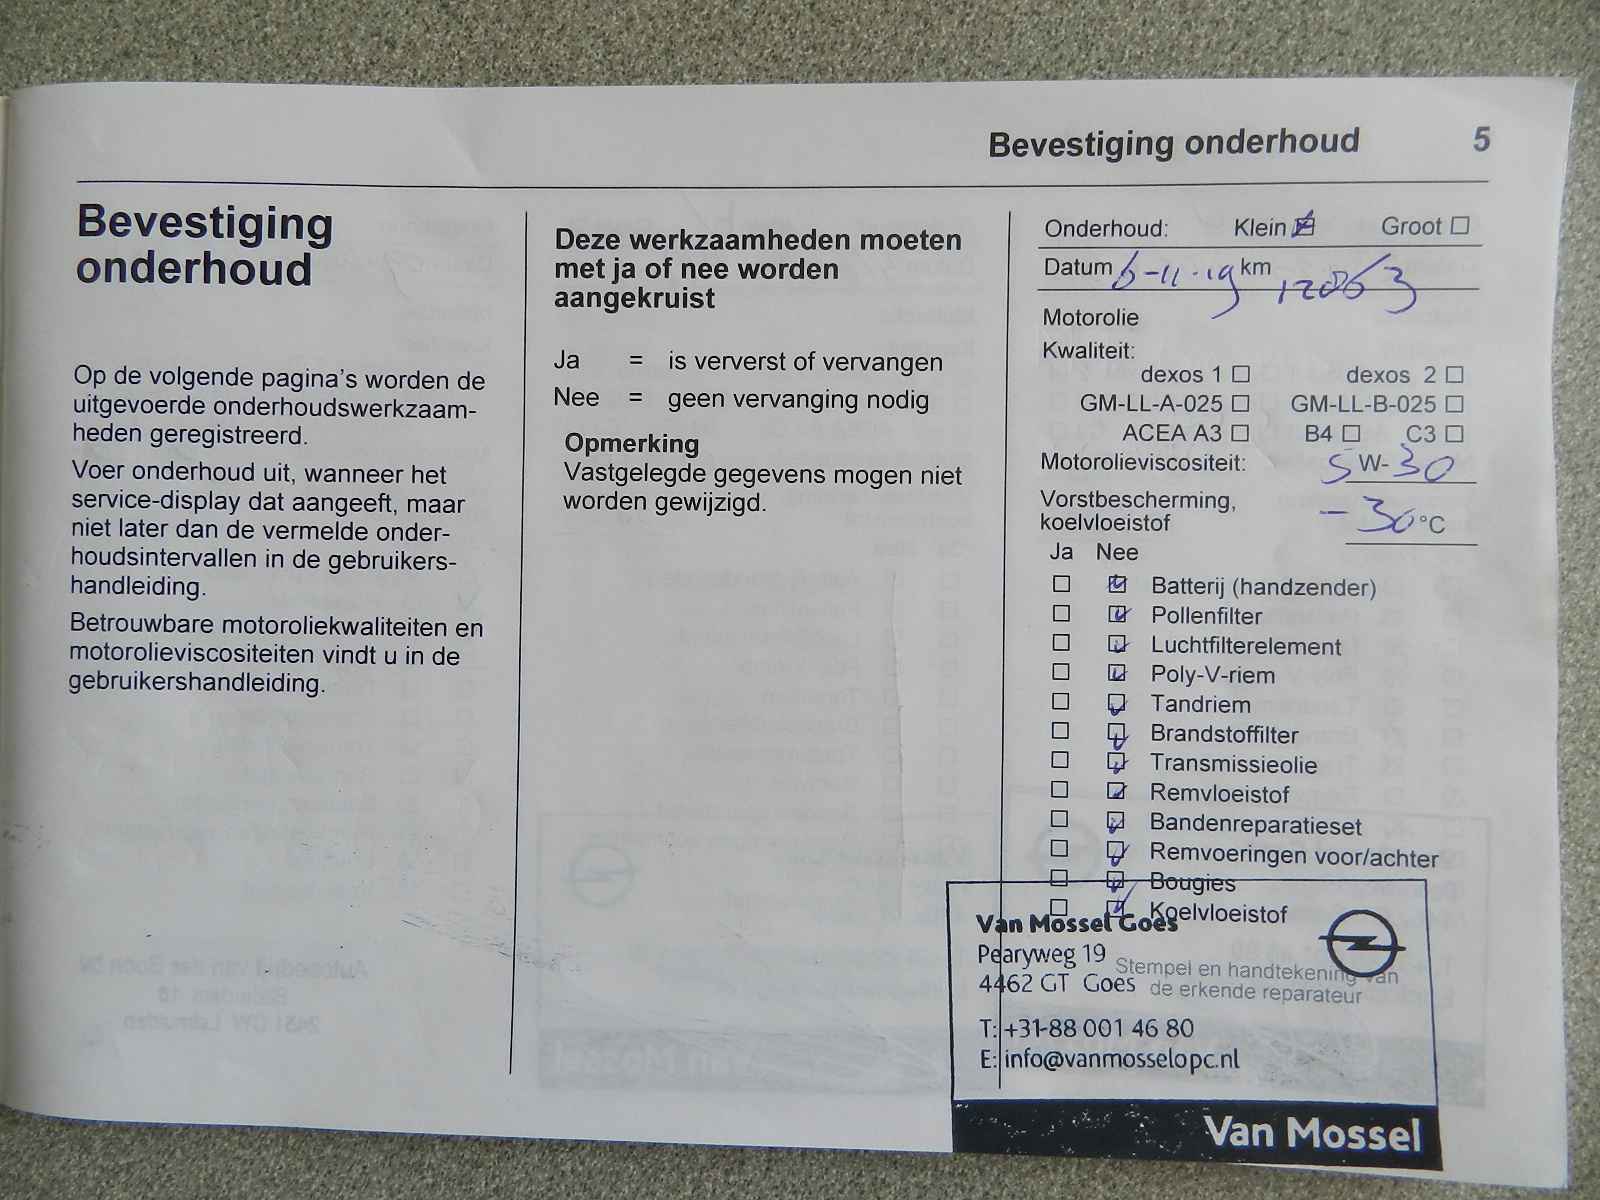 Bevestiging onderhoud 5
Bevestiging
onderhoud
Op de volgende pagina's worden de
uitgevoerde onderhoudswerkzaam-
heden geregistreerd.
Voer onderhoud uit, wanneer het
service-display dat aangeeft, maar
niet later dan de vermelde onder-
houdsintervallen in de gebruikers-
handleiding.
Betrouwbare motoroliekwaliteiten en
motorolieviscositeiten vindt u in de
gebruikershandleiding.
Deze werkzaamheden moeten
met ja of nee worden
aangekruist
Ja = is ververst of vervangen
Nee = geen vervanging nodig
Opmerking
Vastgelegde gegevens mogen niet
worden gewijzigd.
Onderhoud: Klein Groot
Datum 6-11-19 km 12063
Motorolie
Kwaliteit:
dexos 1 dexos 2
GM-LL-A-025 GM-LL-B-025
ACEA A3 B4 C3
Motorolieviscositeit: 5 W-30
Vorstbescherming,
koelvloeistof -30 °C
Ja Nee
Batterij (handzender)
Pollenfilter
Luchtfilterelement
Poly-V-riem
Tandriem
Brandstoffilter
Transmissieolie
Remvloeistof
Bandenreparatieset
Remvoeringen voor/achter
Bougies
Koelvloeistof
Stempel en handtekening van
de erkende reparateur
Van Mossel Goes
Pearyweg 19
4462 GT Goes
T: +31-88 001 46 80
E: info@vanmosselopc.nl
Van Mossel